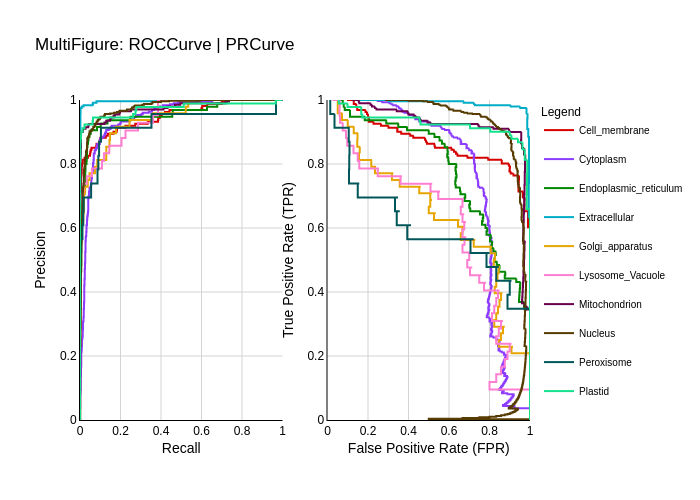 MultiFigure: ROCCurve | PRCurve
Precision
1
0.8
0.6
0.4
0.2
0
0 0.2 0.4 0.6 0.8 1
Recall
True Positive Rate (TPR)
1
0.8
0.6
0.4
0.2
0
0 0.2 0.4 0.6 0.8 1
False Positive Rate (FPR)
Legend
Cell_membrane
Cytoplasm
Endoplasmic_reticulum
Extracellular
Golgi_apparatus
Lysosome_Vacuole
Mitochondrion
Nucleus
Peroxisome
Plastid